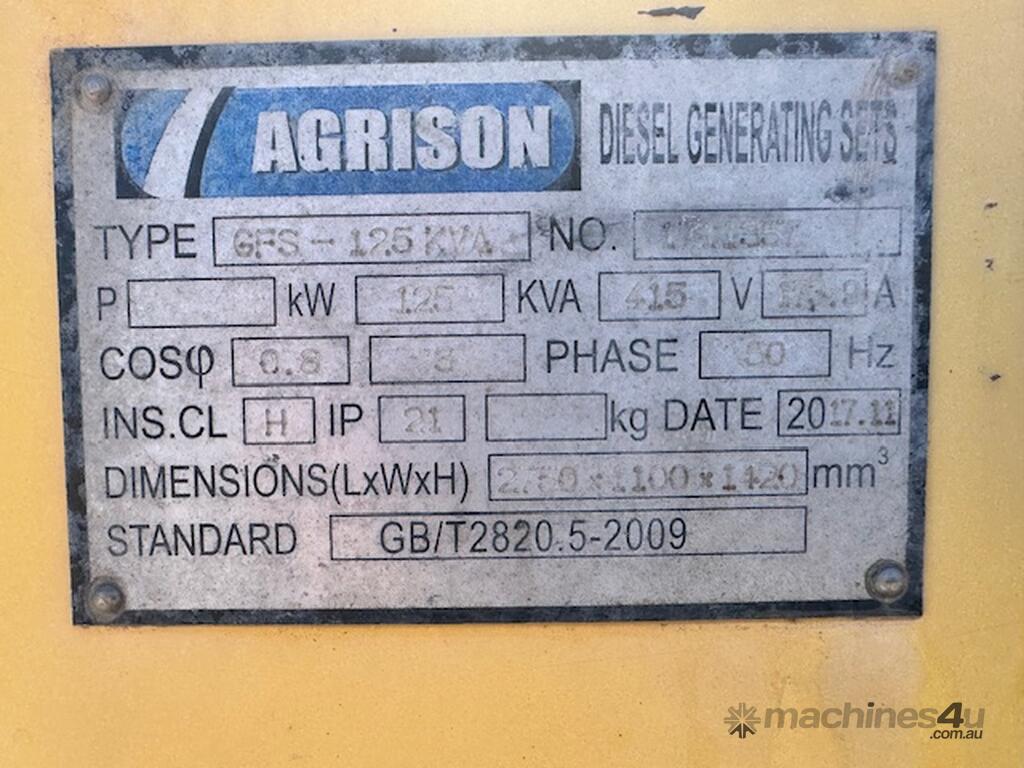 AGRISON DIESEL GENERATING SETS
TYPE GFS - 125 KVA NO.
P kW 125 KVA 415 V A
COSφ 0.8 3 PHASE 50 Hz
INS.CL H IP 21 kg DATE 2017.11
DIMENSIONS(LxWxH) x1100x1420 mm³
STANDARD GB/T2820.5-2009
machines4u
.com.au